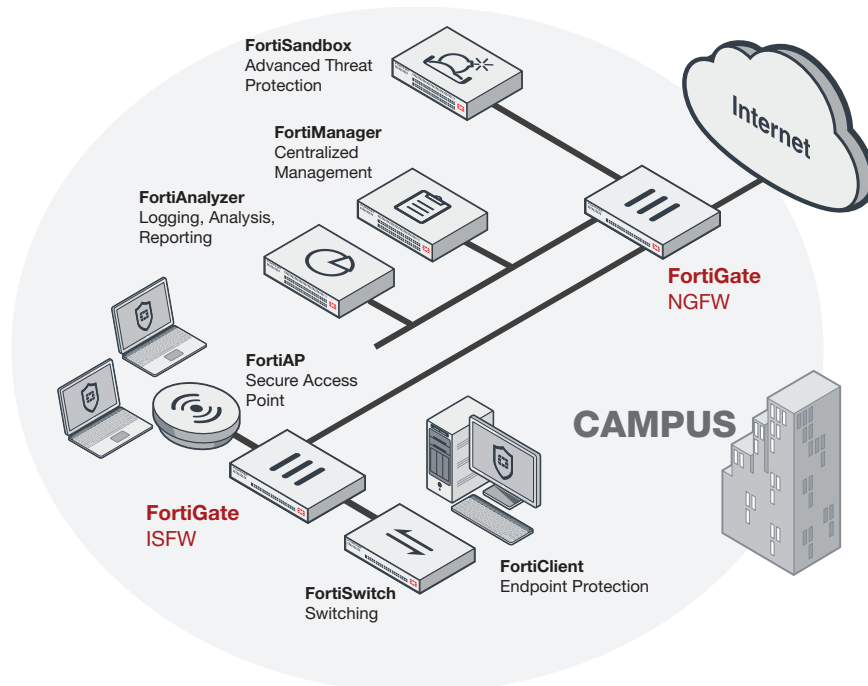 FortiSandbox
Advanced Threat
Protection
Internet
FortiManager
Centralized
Management
FortiAnalyzer
Logging, Analysis,
Reporting
FortiGate
NGFW
FortiAP
Secure Access
Point
CAMPUS
FortiGate
ISFW
FortiClient
Endpoint Protection
FortiSwitch
Switching